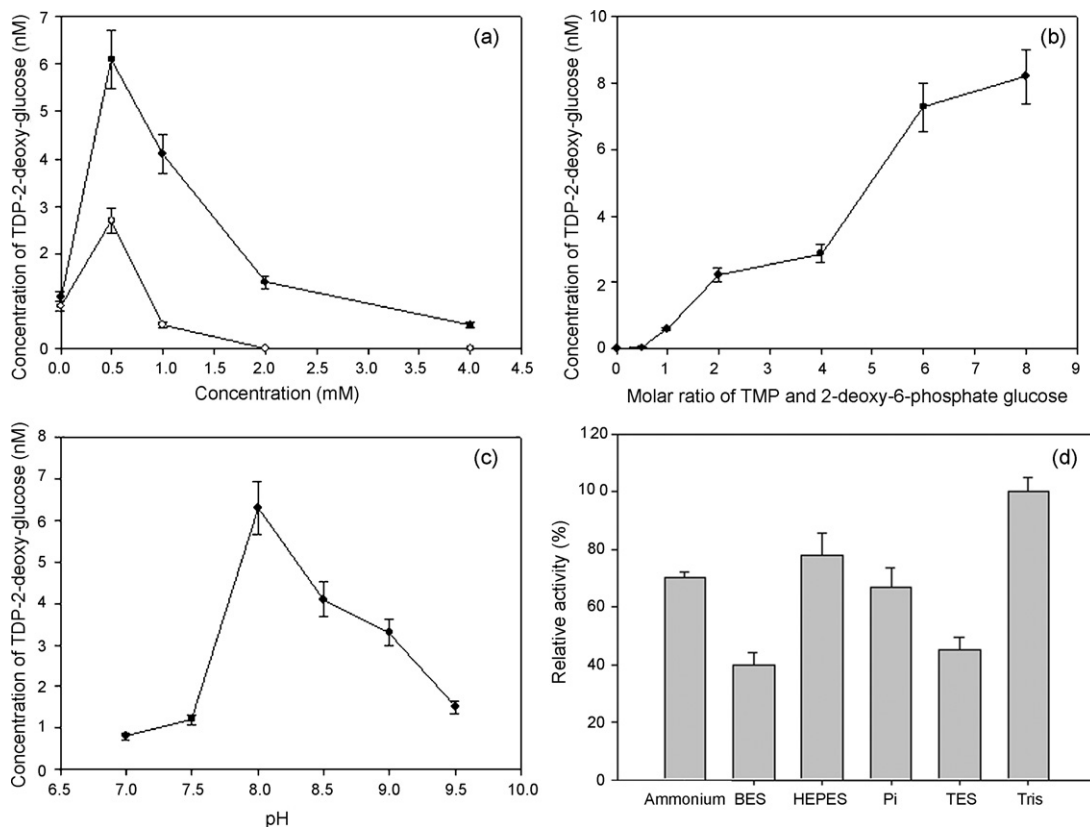 (a)
Concentration of TDP-2-deoxy-glucose (nM)
7
6
5
4
3
2
1
0
0.0 0.5 1.0 1.5 2.0 2.5 3.0 3.5 4.0 4.5
Concentration (mM)
(b)
Concentration of TDP-2-deoxy-glucose (nM)
10
8
6
4
2
0
0 1 2 3 4 5 6 7 8 9
Molar ratio of TMP and 2-deoxy-6-phosphate glucose
(c)
Concentration of TDP-2-deoxy-glucose (nM)
8
7
6
5
4
3
2
1
0
6.5 7.0 7.5 8.0 8.5 9.0 9.5 10.0
pH
(d)
Relative activity (%)
120
1 0 0
80
60
40
20
0
Ammonium BES HEPES Pi TES Tris